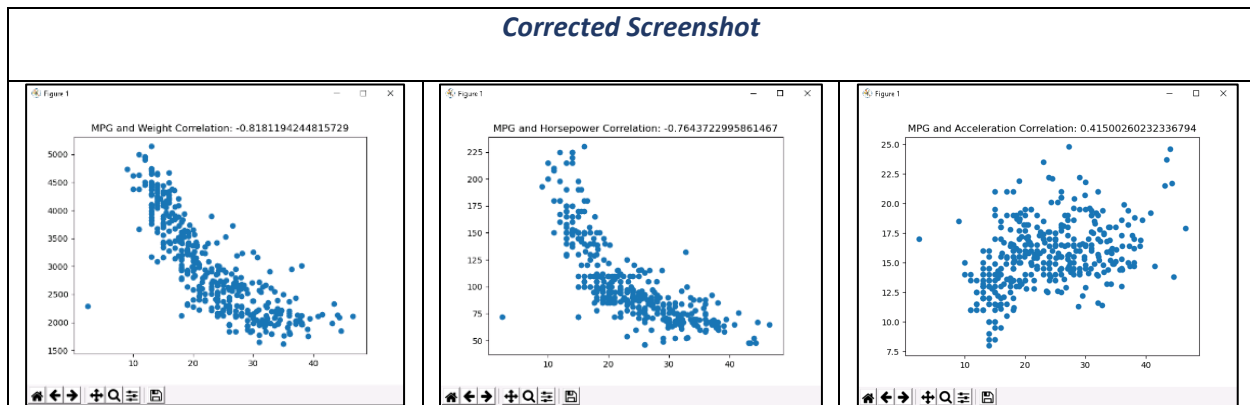 Corrected Screenshot
Figure 1
MPG and Weight Correlation: -0.8181194244815729
5000
4500
4000
3500
3000
2500
2000
1500
10 20 30 40
Figure 1
MPG and Horsepower Correlation: -0.7643722995861467
225
200
175
150
125
100
75
50
10 20 30 40
Figure 1
MPG and Acceleration Correlation: 0.41500260232336794
25.0
22.5
20.0
17.5
15.0
12.5
10.0
7.5
10 20 30 40